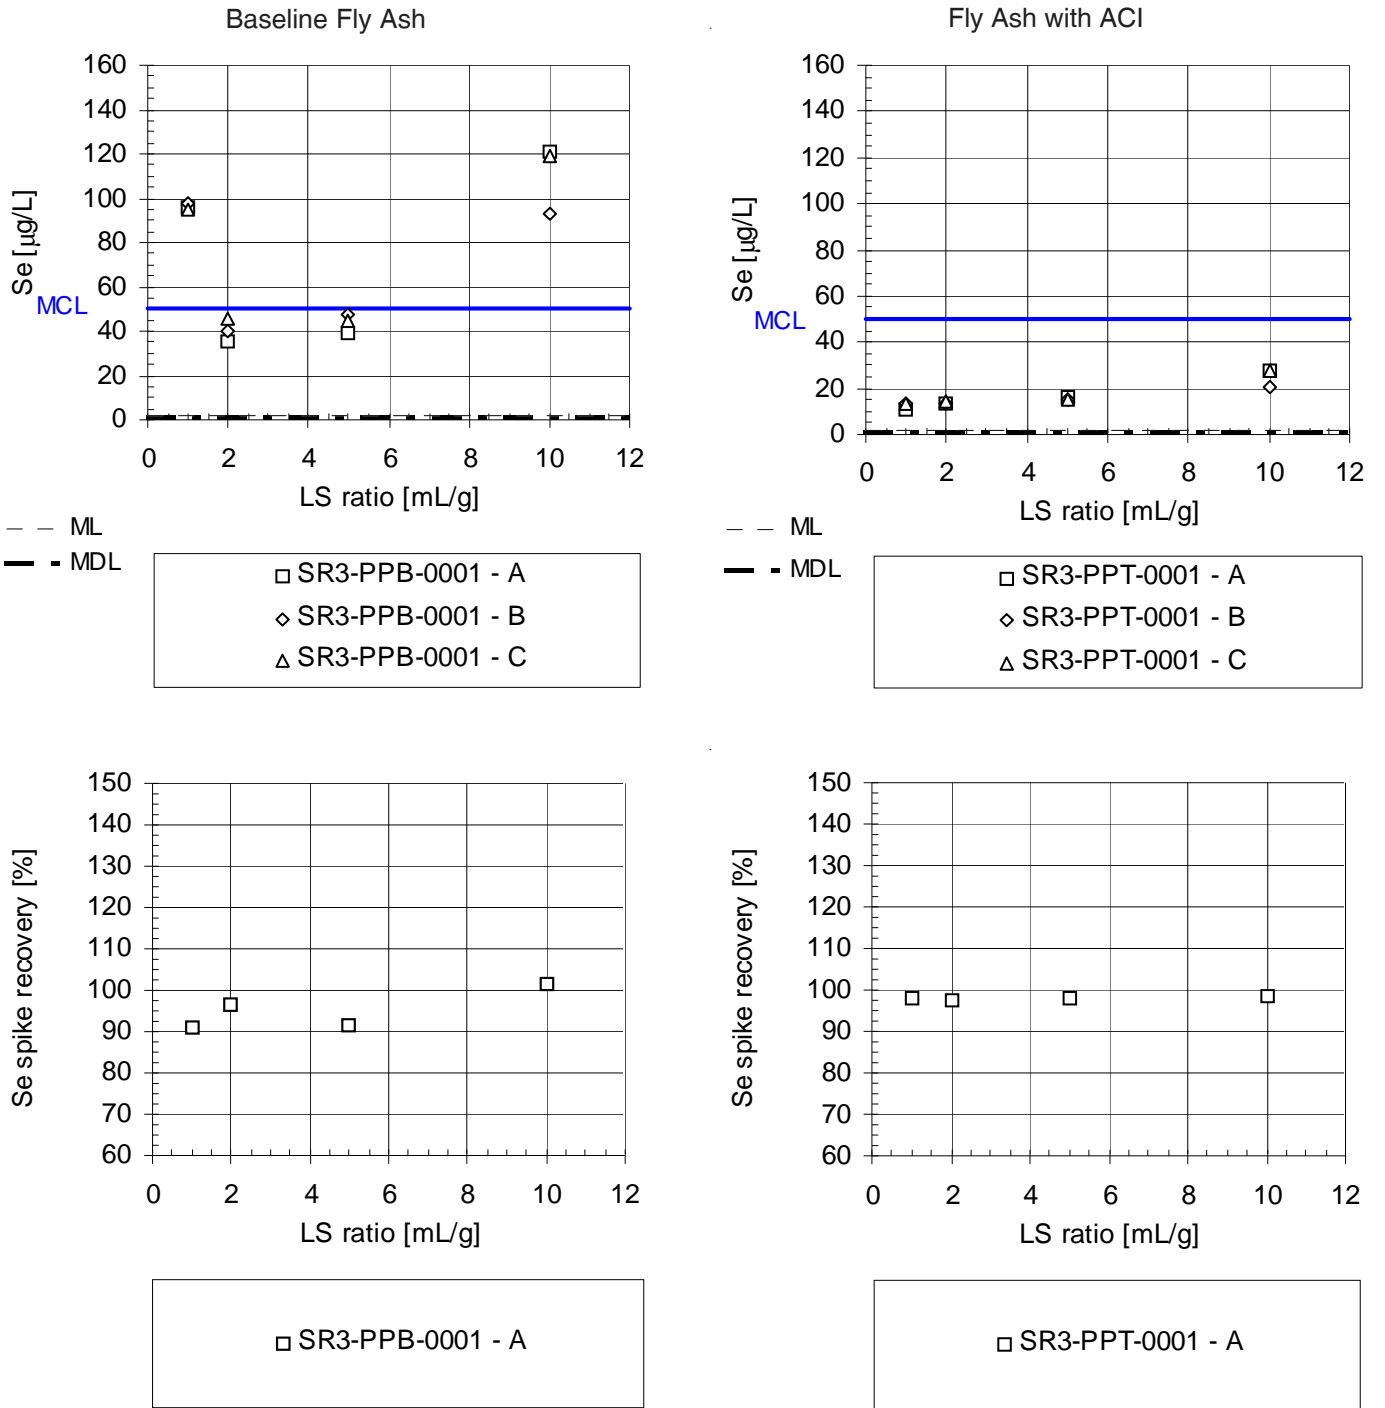 Baseline Fly Ash
160
140
120
100
80
60
40
20
0
Se [µg/L]
MCL
0 2 4 6 8 10 12
LS ratio [mL/g]
ML
MDL
SR3-PPB-0001 - A
SR3-PPB-0001 - B
SR3-PPB-0001 - C
Fly Ash with ACI
160
140
120
100
80
60
40
20
0
Se [µg/L]
MCL
0 2 4 6 8 10 12
LS ratio [mL/g]
ML
MDL
SR3-PPT-0001 - A
SR3-PPT-0001 - B
SR3-PPT-0001 - C
150
140
130
120
110
100
90
80
70
60
Se spike recovery [%]
0 2 4 6 8 10 12
LS ratio [mL/g]
SR3-PPB-0001 - A
150
140
130
120
110
100
90
80
70
60
Se spike recovery [%]
0 2 4 6 8 10 12
LS ratio [mL/g]
SR3-PPT-0001 - A